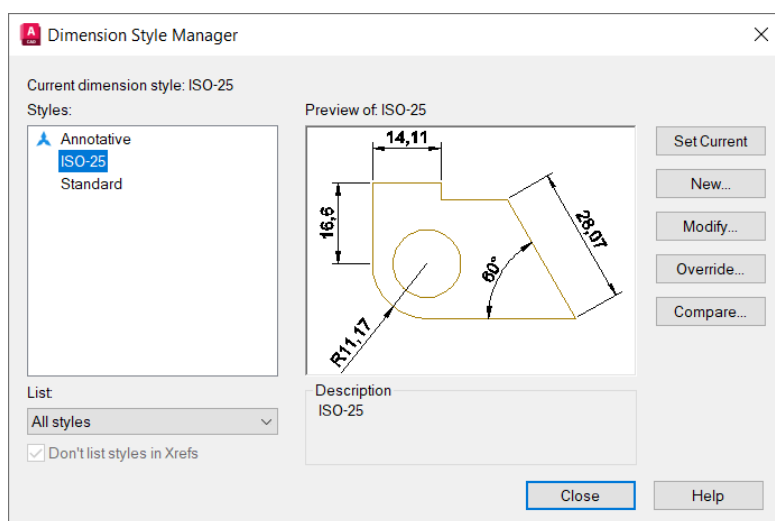 A
CAD
Dimension Style Manager
Current dimension style: ISO-25
Styles:
Annotative
ISO-25
Standard
Preview of: ISO-25
14,11
16,6
28,07
60°
R11,17
Set Current
New...
Modify...
Override...
Compare...
List:
All styles
Don't list styles in Xrefs
Description
ISO-25
Close
Help